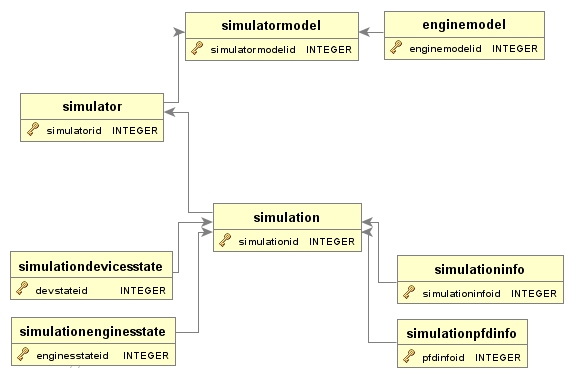 simulatormodel
simulatormodelid INTEGER
enginemodel
enginemodelid INTEGER
simulator
simulatorid INTEGER
simulation
simulationid INTEGER
simulationdevicesstate
devstateid INTEGER
simulationinfo
simulationinfoid INTEGER
simulationenginesstate
enginesstateid INTEGER
simulationpfdinfo
pfdinfoid INTEGER